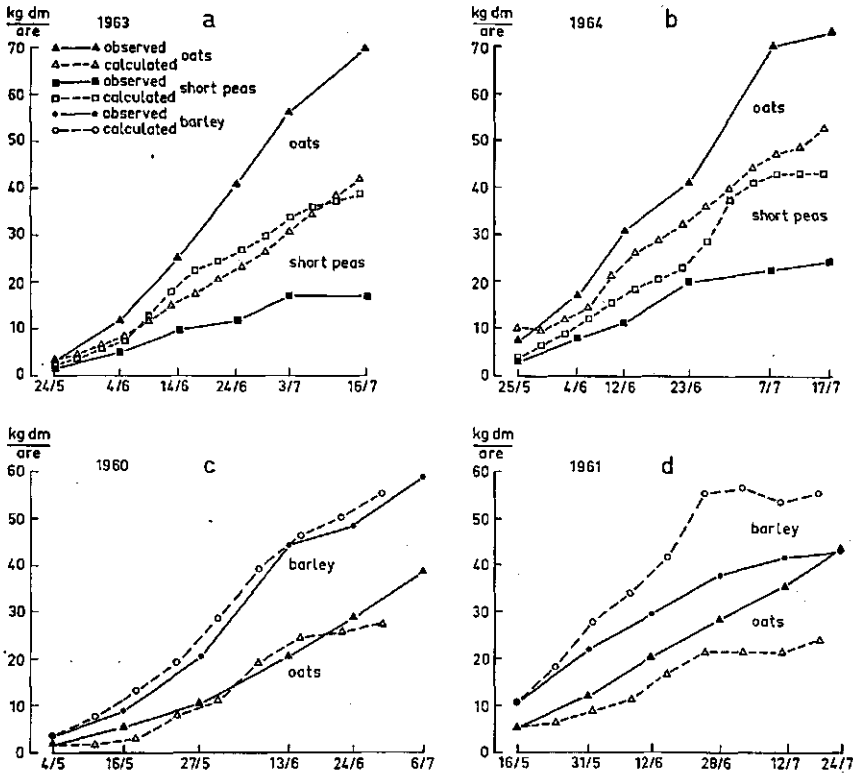 kg dm
are
1963
a
observed
calculated
oats
observed
calculated
short peas
observed
calculated
barley
70
60
50
40
30
20
10
0
oats
short peas
24/5 4/6 14/6 24/6 3/7 15/7
kg dm
are
1964
b
70
60
50
40
30
20
10
0
oats
short peas
25/5 4/6 12/6 23/6 7/7 17/7
kg dm
are
1960
c
60
50
40
30
20
10
0
barley
oats
4/5 16/5 27/5 13/6 24/6 6/7
kg dm
are
1961
d
60
50
40
30
20
10
0
barley
oats
16/5 31/5 12/6 12/7 24/7